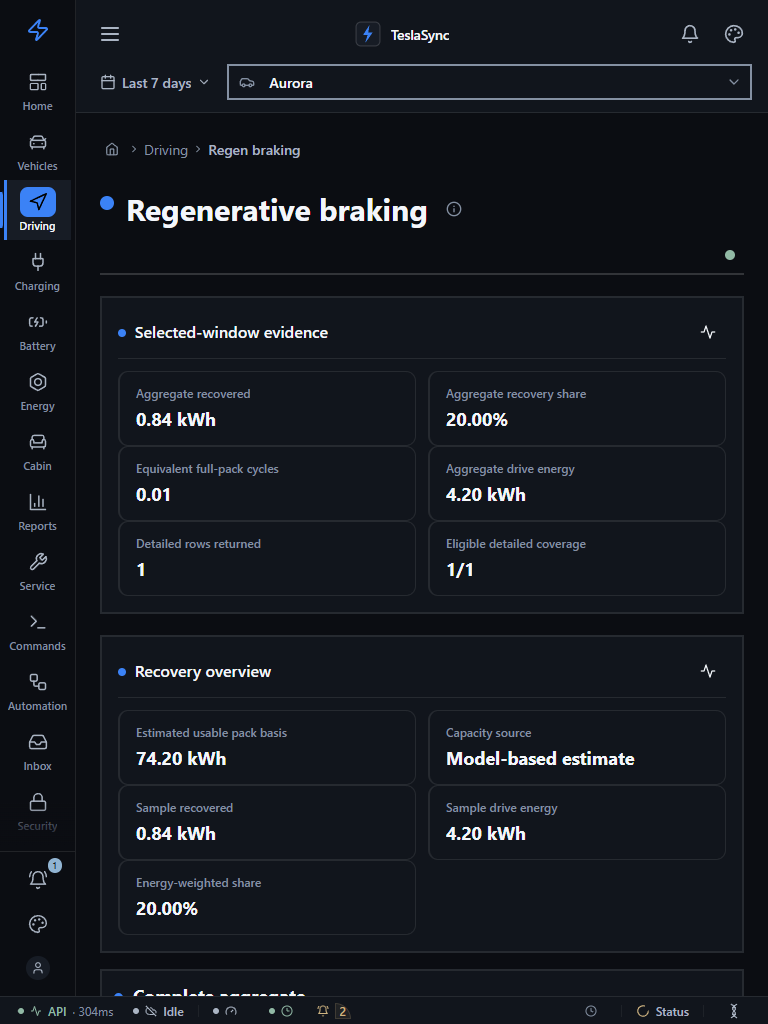 TeslaSync
Last 7 days
Aurora
Home
Vehicles
Driving
Charging
Battery
Energy
Cabin
Reports
Service
Commands
Automation
Inbox
Security
1
Driving
Regen braking
Regenerative braking
Selected-window evidence
Aggregate recovered
0.84 kWh
Aggregate recovery share
20.00%
Equivalent full-pack cycles
0.01
Aggregate drive energy
4.20 kWh
Detailed rows returned
1
Eligible detailed coverage
1/1
Recovery overview
Estimated usable pack basis
74.20 kWh
Capacity source
Model-based estimate
Sample recovered
0.84 kWh
Sample drive energy
4.20 kWh
Energy-weighted share
20.00%
Complete aggregate
API · 304ms
Idle
2
Status